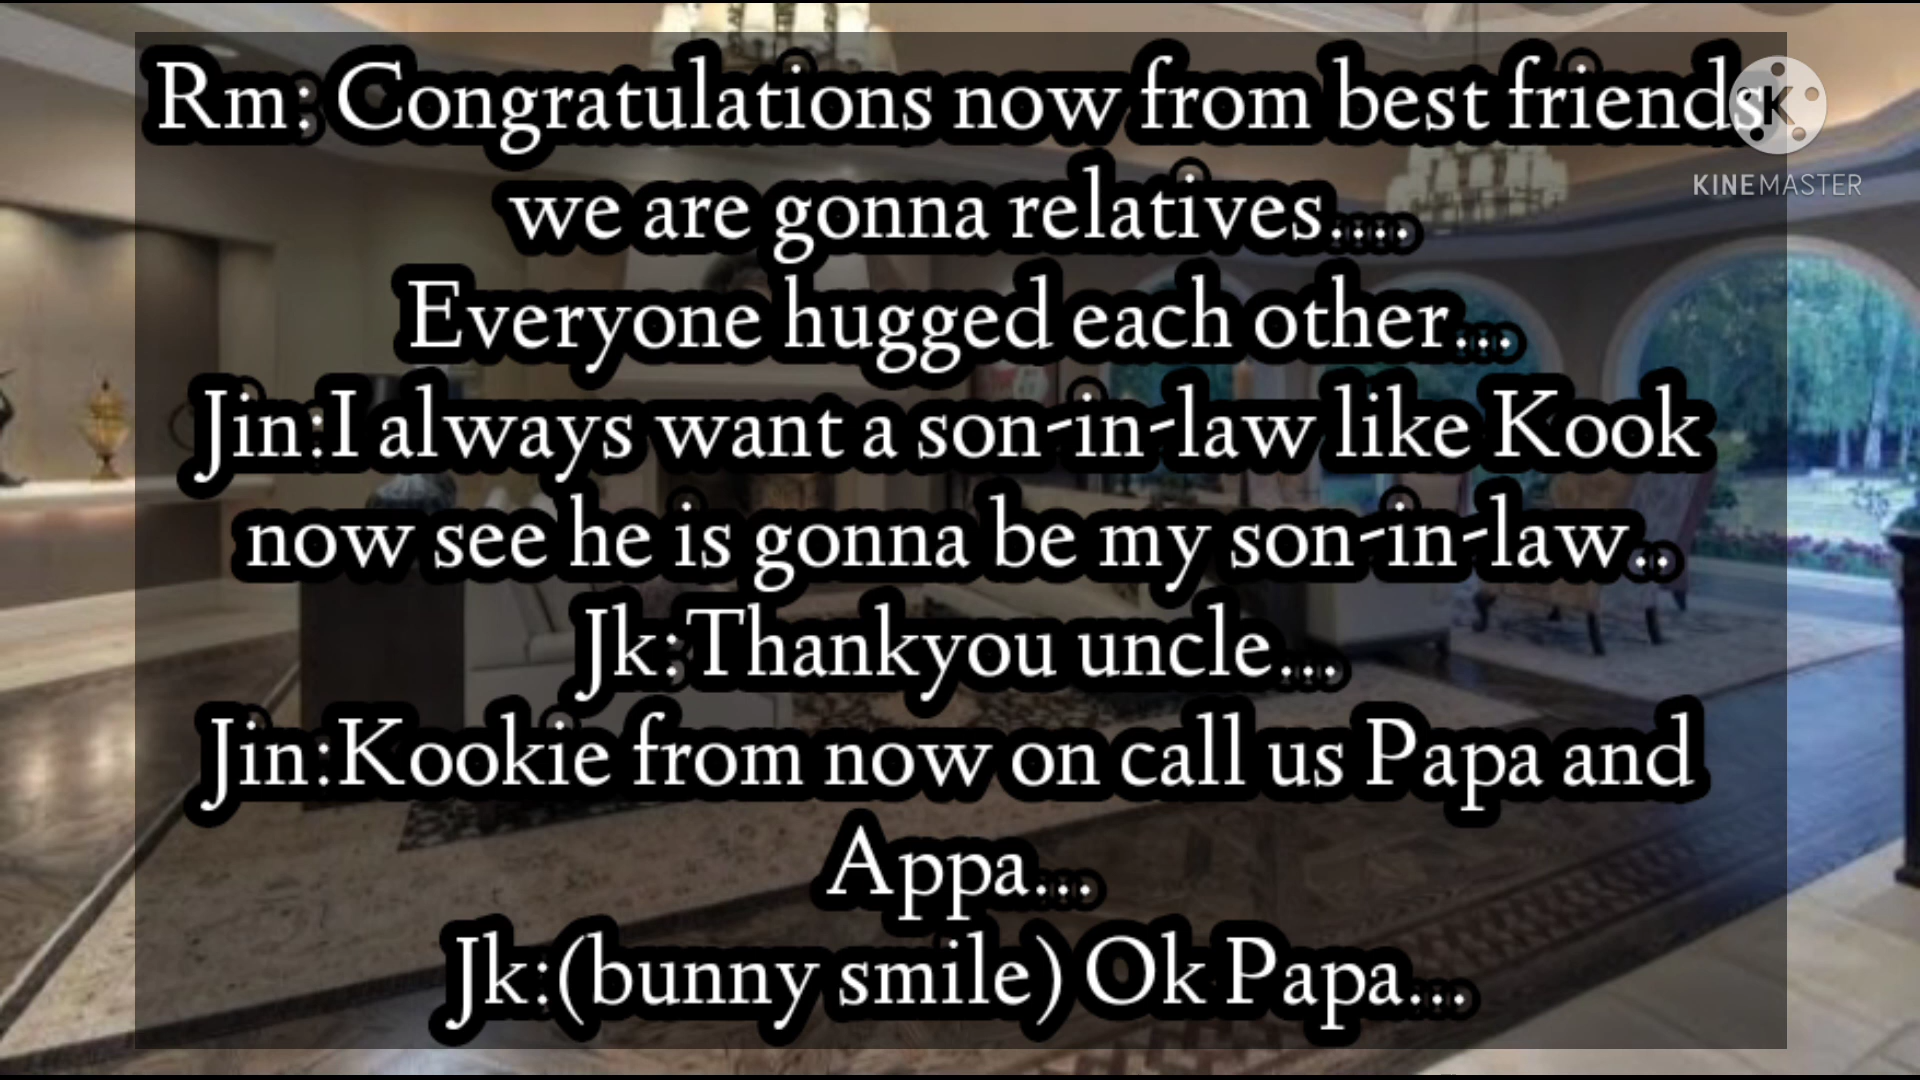 Rm: Congratulations now from best friends
we are gonna relatives....
Everyone hugged each other...
Jin:I always want a son-in-law like Kook
now see he is gonna be my son-in-law..
Jk:Thankyou uncle...
Jin:Kookie from now on call us Papa and
Appa...
Jk:(bunny smile) Ok Papa...
K
KINEMASTER